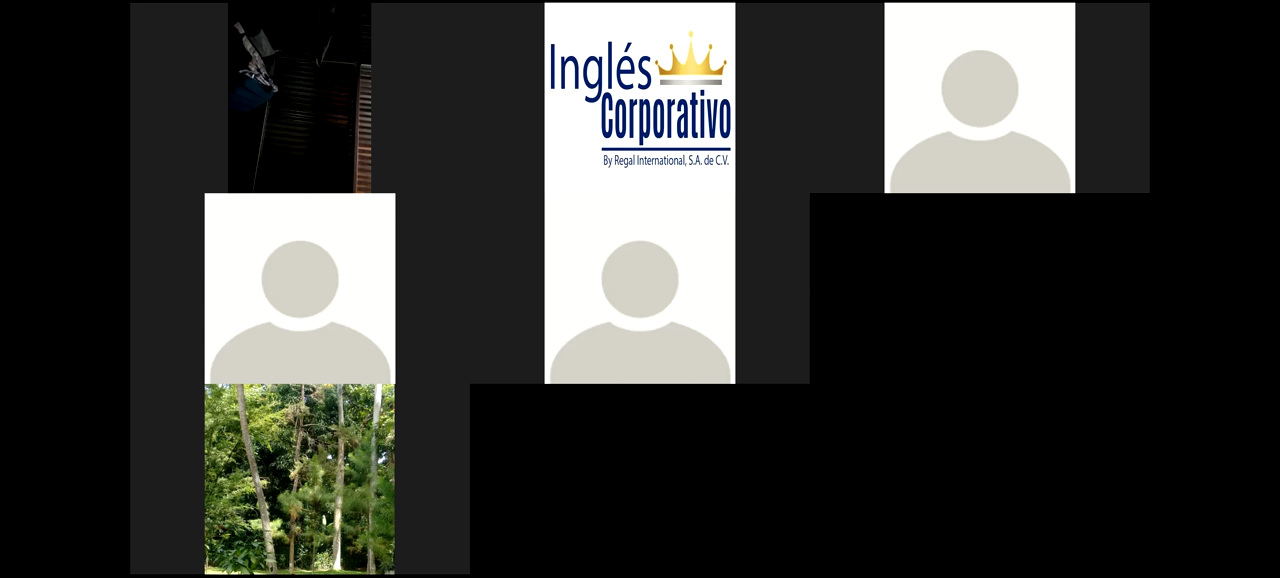 Inglés
Corporativo
By Regal International, S.A. de C.V.